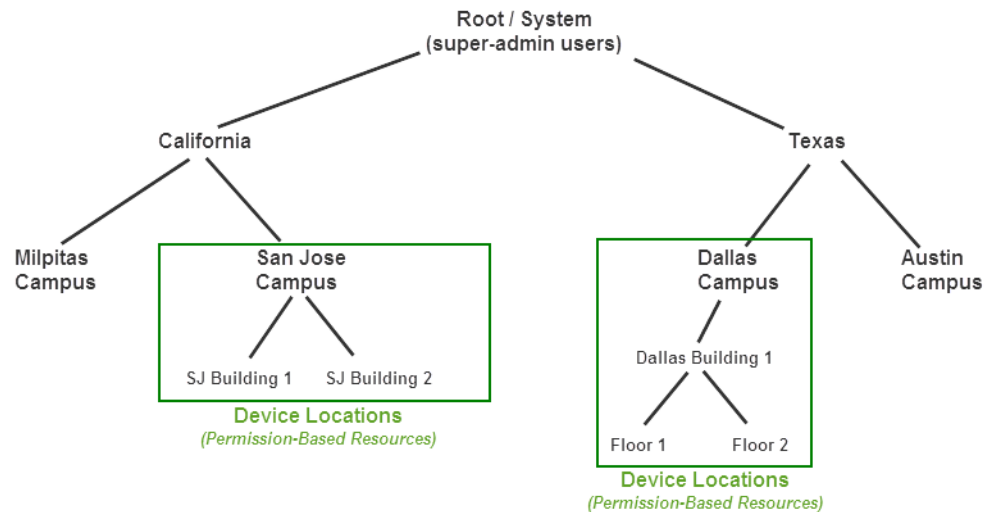 Root / System
(super-admin users)
California
Texas
Milpitas
Campus
San Jose
Campus
Dallas
Campus
Austin
Campus
SJ Building 1
SJ Building 2
Dallas Building 1
Device Locations
(Permission-Based Resources)
Floor 1
Floor 2
Device Locations
(Permission-Based Resources)